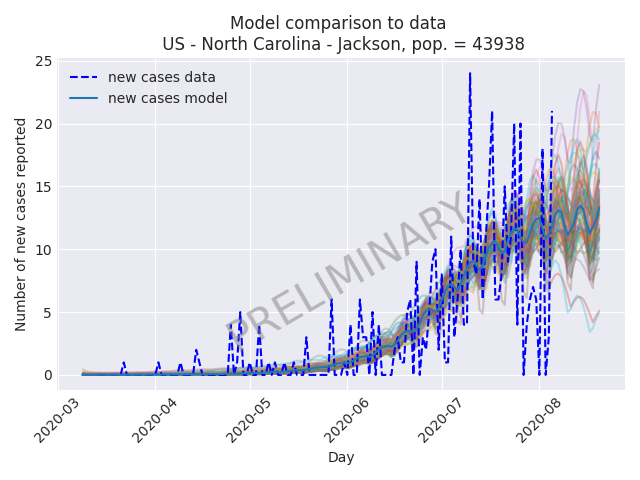 Model comparison to data
US - North Carolina - Jackson, pop. = 43938
25
20
15
10
5
0
Number of new cases reported
new cases data
new cases model
PRELIMINARY
2020-03
2020-04
2020-05
2020-06
2020-07
2020-08
Day